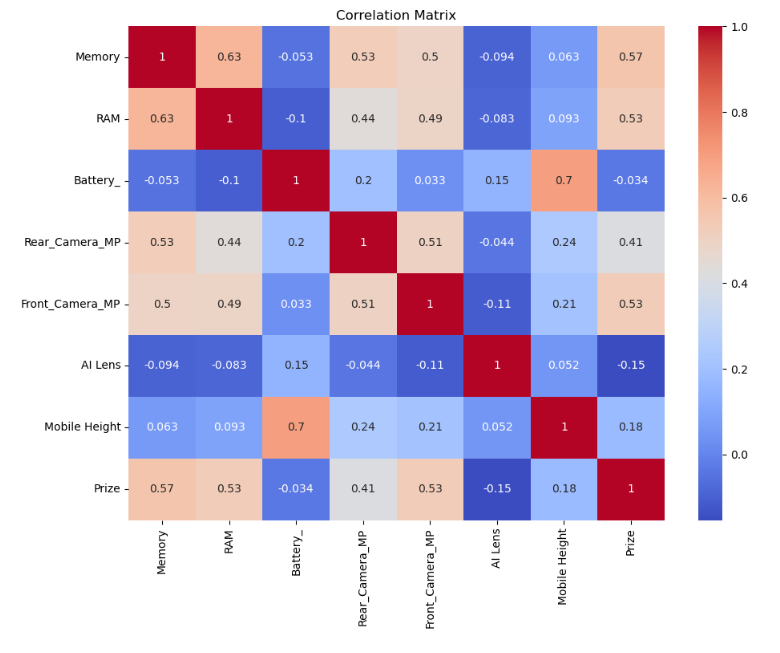 Correlation Matrix
Memory 1 0.63 -0.053 0.53 0.5 -0.094 0.063 0.57
RAM 0.63 1 -0.1 0.44 0.49 -0.083 0.093 0.53
Battery_ -0.053 -0.1 1 0.2 0.033 0.15 0.7 -0.034
Rear_Camera_MP 0.53 0.44 0.2 1 0.51 -0.044 0.24 0.41
Front_Camera_MP 0.5 0.49 0.033 0.51 1 -0.11 0.21 0.53
AI Lens -0.094 -0.083 0.15 -0.044 -0.11 1 0.052 -0.15
Mobile Height 0.063 0.093 0.7 0.24 0.21 0.052 1 0.18
Prize 0.57 0.53 -0.034 0.41 0.53 -0.15 0.18 1
Memory
RAM
Battery_
Rear_Camera_MP
Front_Camera_MP
AI Lens
Mobile Height
Prize
1.0
0.8
0.6
0.4
0.2
0.0